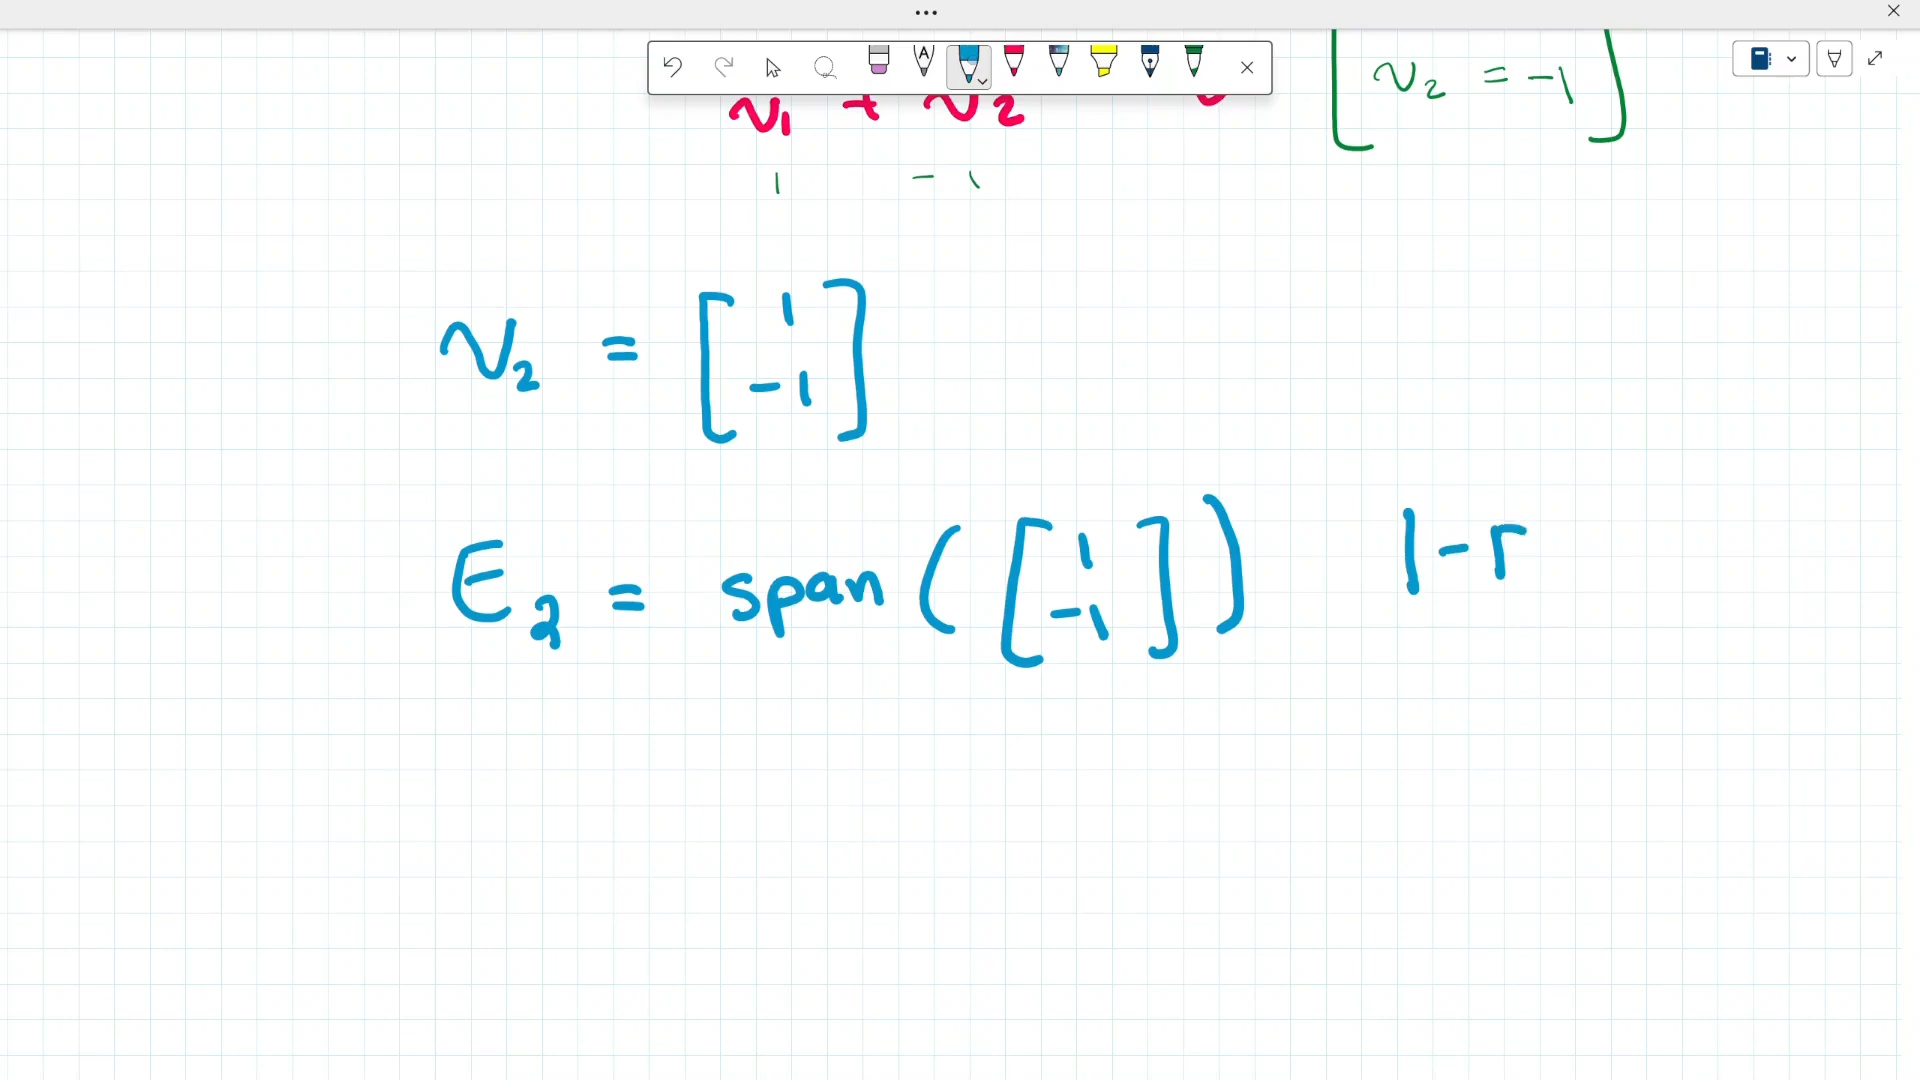 v₂ = -1
v₁ + v₂
1 - 1
v₂ = [ 1 -1 ]
E₂ = span ( [ 1 -1 ] ) 1-r